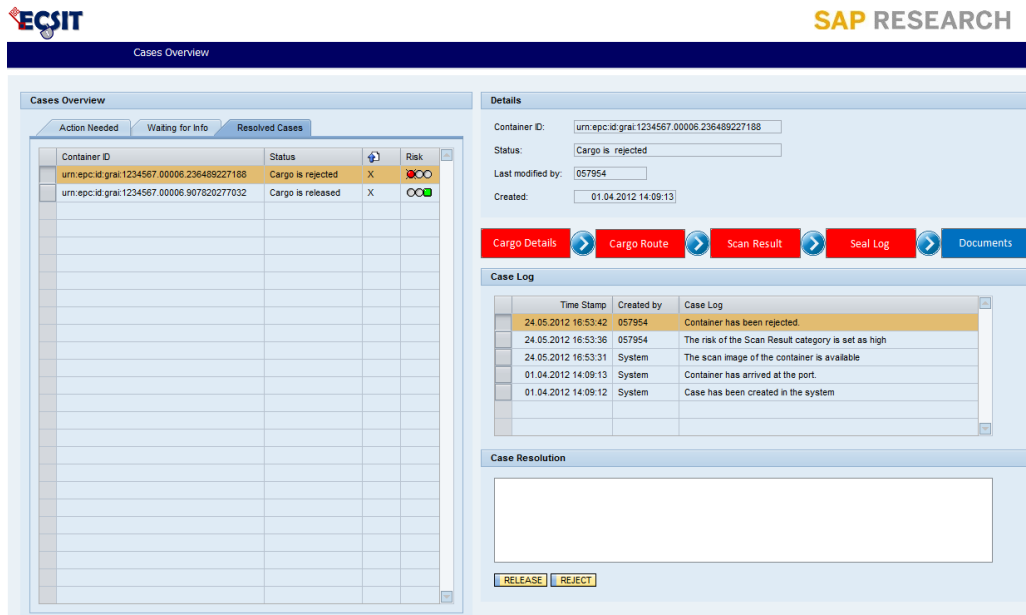 ECSIT
SAP RESEARCH
Cases Overview
Cases Overview
Action Needed Waiting for Info Resolved Cases
Container ID Status Risk
urn:epc:id:grai:1234567.00006.236489227188 Cargo is rejected X
urn:epc:id:grai:1234567.00006.907820277032 Cargo is released X
Details
Container ID: urn:epc:id:grai:1234567.00006.236489227188
Status: Cargo is rejected
Last modified by: 057954
Created: 01.04.2012 14:09:13
Cargo Details Cargo Route Scan Result Seal Log Documents
Case Log
Time Stamp Created by Case Log
24.05.2012 16:53:42 057954 Container has been rejected.
24.05.2012 16:53:36 057954 The risk of the Scan Result category is set as high
24.05.2012 16:53:31 System The scan image of the container is available
01.04.2012 14:09:13 System Container has arrived at the port.
01.04.2012 14:09:12 System Case has been created in the system
Case Resolution
RELEASE REJECT